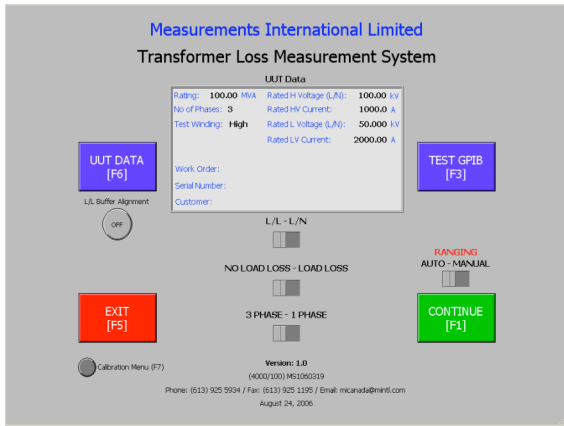 Measurements International Limited
Transformer Loss Measurement System
UUT Data
Rating: 100.00 MVA Rated H Voltage (L/N): 100.00 kV
No of Phases: 3 Rated HV Current: 1000.0 A
Test Winding: High Rated L Voltage (L/N): 50.000 kV
Rated LV Current: 2000.00 A
Work Order:
Serial Number:
Customer:
UUT DATA
[F6]
TEST GPIB
[F3]
L/L Buffer Alignment
OFF
L/L - L/N
RANGING
AUTO - MANUAL
NO LOAD LOSS - LOAD LOSS
EXIT
[F5]
3 PHASE - 1 PHASE
CONTINUE
[F1]
Calibration Menu (F7)
Version: 1.0
(4000/100) MS1060319
Phone: (613) 925 5934 / Fax: (613) 925 1195 / Email: micanada@mintl.com
August 24, 2006